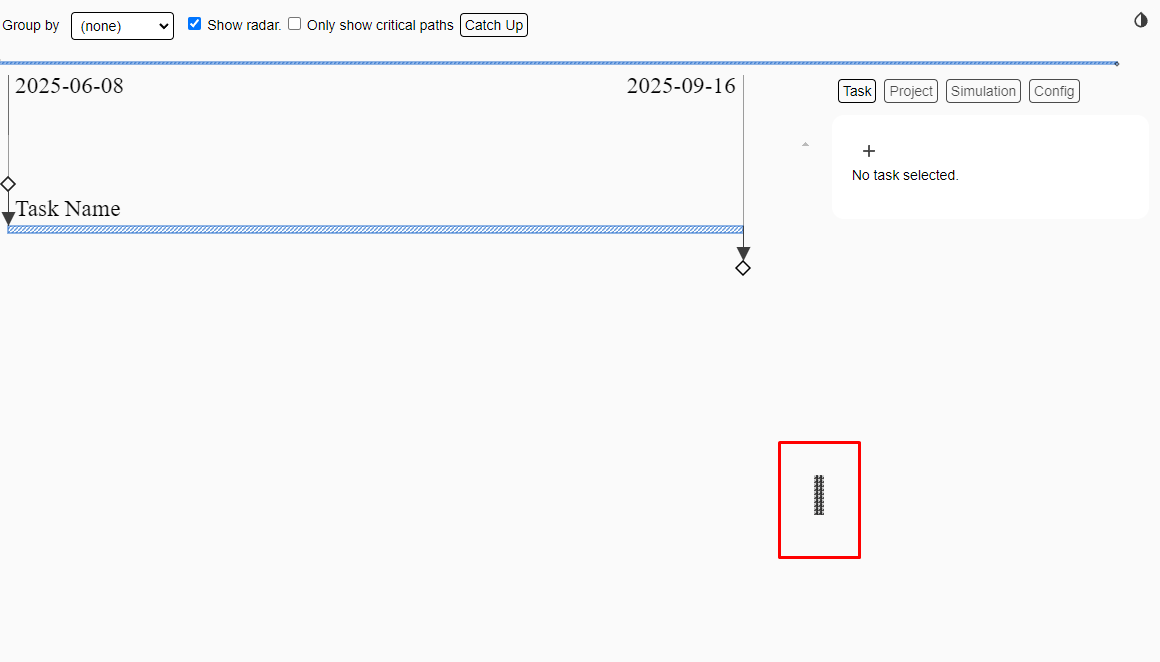 Group by (none) Show radar. Only show critical paths Catch Up
2025-06-08 2025-09-16
Task Project Simulation Config
+
No task selected.
Task Name